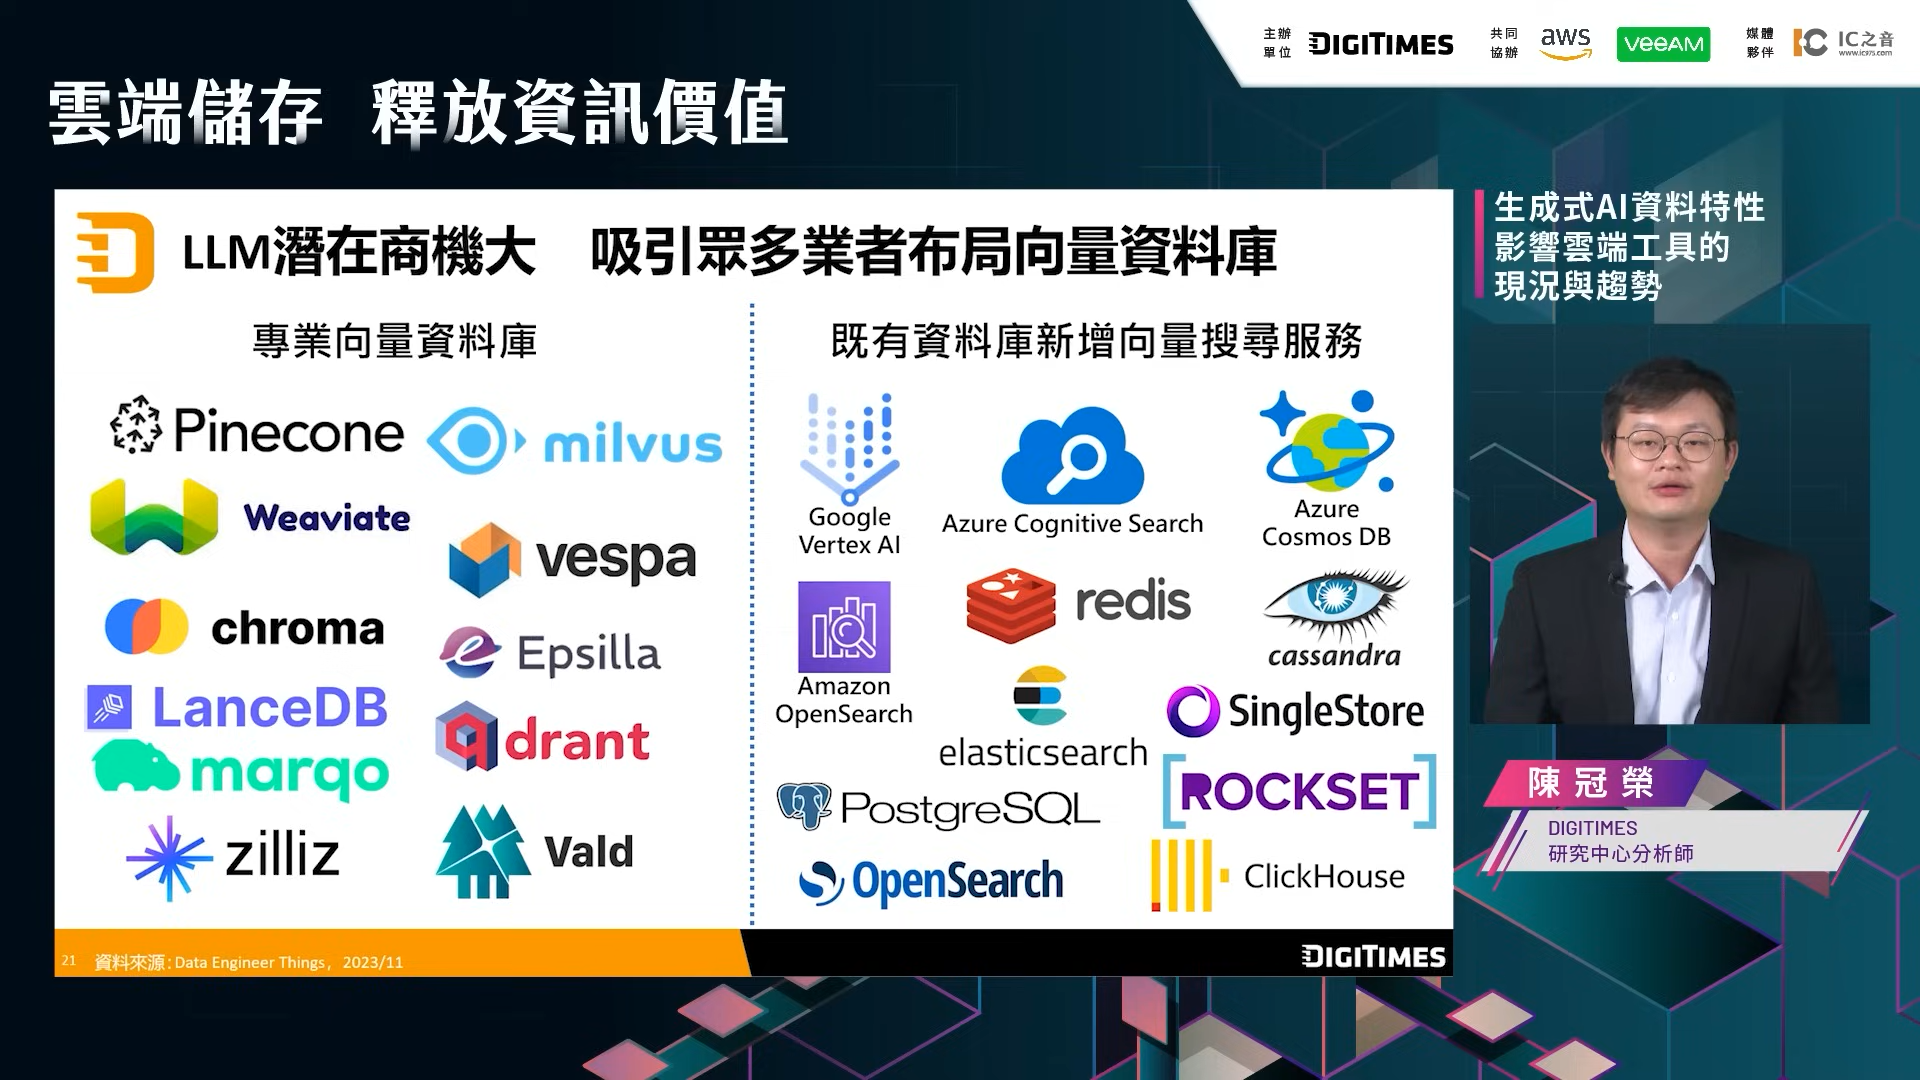 主辦
單位
DIGITIMES
共同
協辦
aws
veeAM
媒體
夥伴
IC之音
www.ic975.com
雲端儲存 釋放資訊價值
LLM潛在商機大 吸引眾多業者布局向量資料庫
專業向量資料庫
Pinecone
milvus
Weaviate
vespa
chroma
Epsilla
LanceDB
qdrant
marqo
zilliz
Vald
既有資料庫新增向量搜尋服務
Google
Vertex AI
Azure Cognitive Search
Azure
Cosmos DB
Amazon
OpenSearch
redis
cassandra
elasticsearch
SingleStore
PostgreSQL
ROCKSET
OpenSearch
ClickHouse
21 資料來源: Data Engineer Things，2023/11
DIGITIMES
生成式AI資料特性
影響雲端工具的
現況與趨勢
陳冠榮
DIGITIMES
研究中心分析師